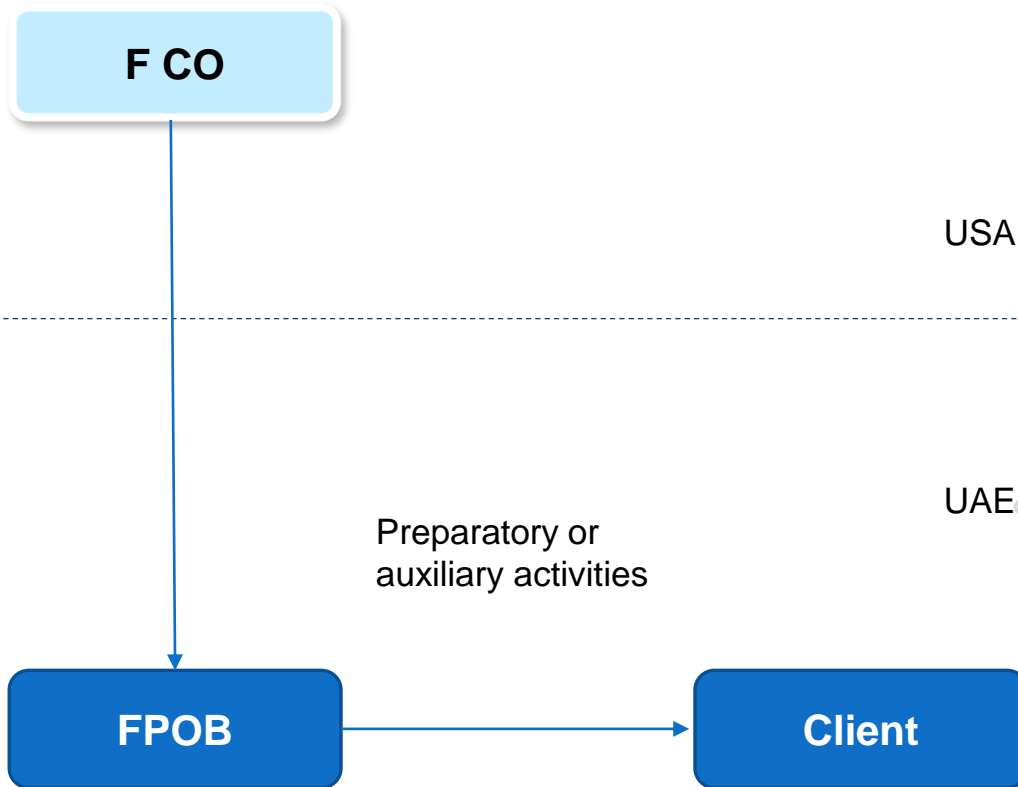 F CO
USA
UAE
Preparatory or
auxiliary activities
FPOB
Client